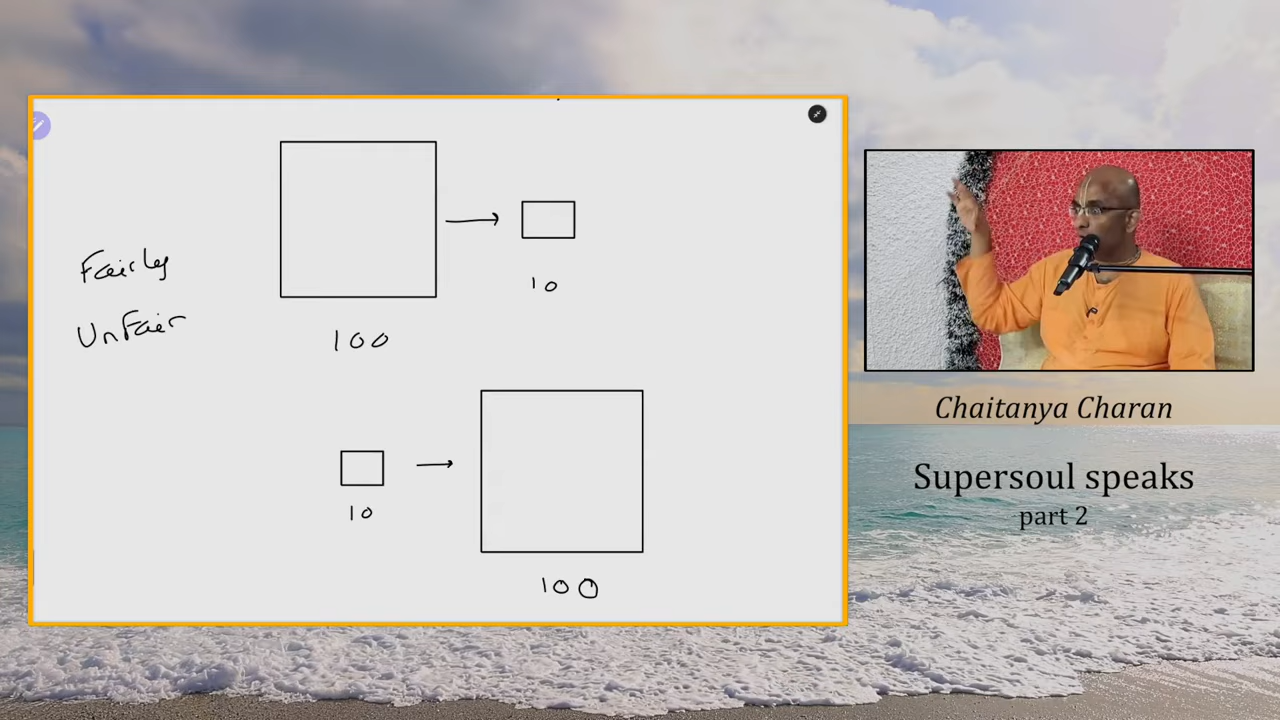 Fairly
UnFair
100
10
10
100
Chaitanya Charan
Supersoul speaks
part 2